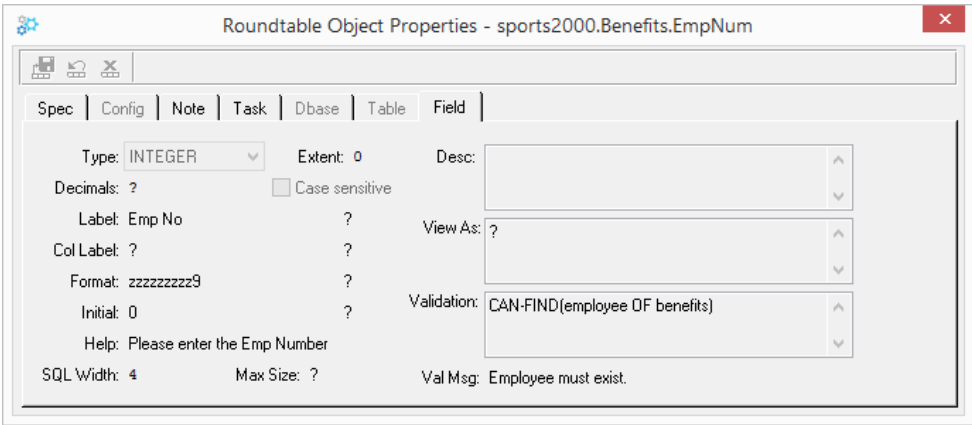 Roundtable Object Properties - sports2000.Benefits.EmpNum
Spec Config Note Task Dbase Table Field
Type: INTEGER Extent: 0 Desc:
Decimals: ? Case sensitive
Label: Emp No ? View As: ?
Col Label: ? ?
Format: zzzzzzzzz9 ?
Initial: 0 ? Validation: CAN-FIND(employee OF benefits)
Help: Please enter the Emp Number
SQL Width: 4 Max Size: ? Val Msg: Employee must exist.